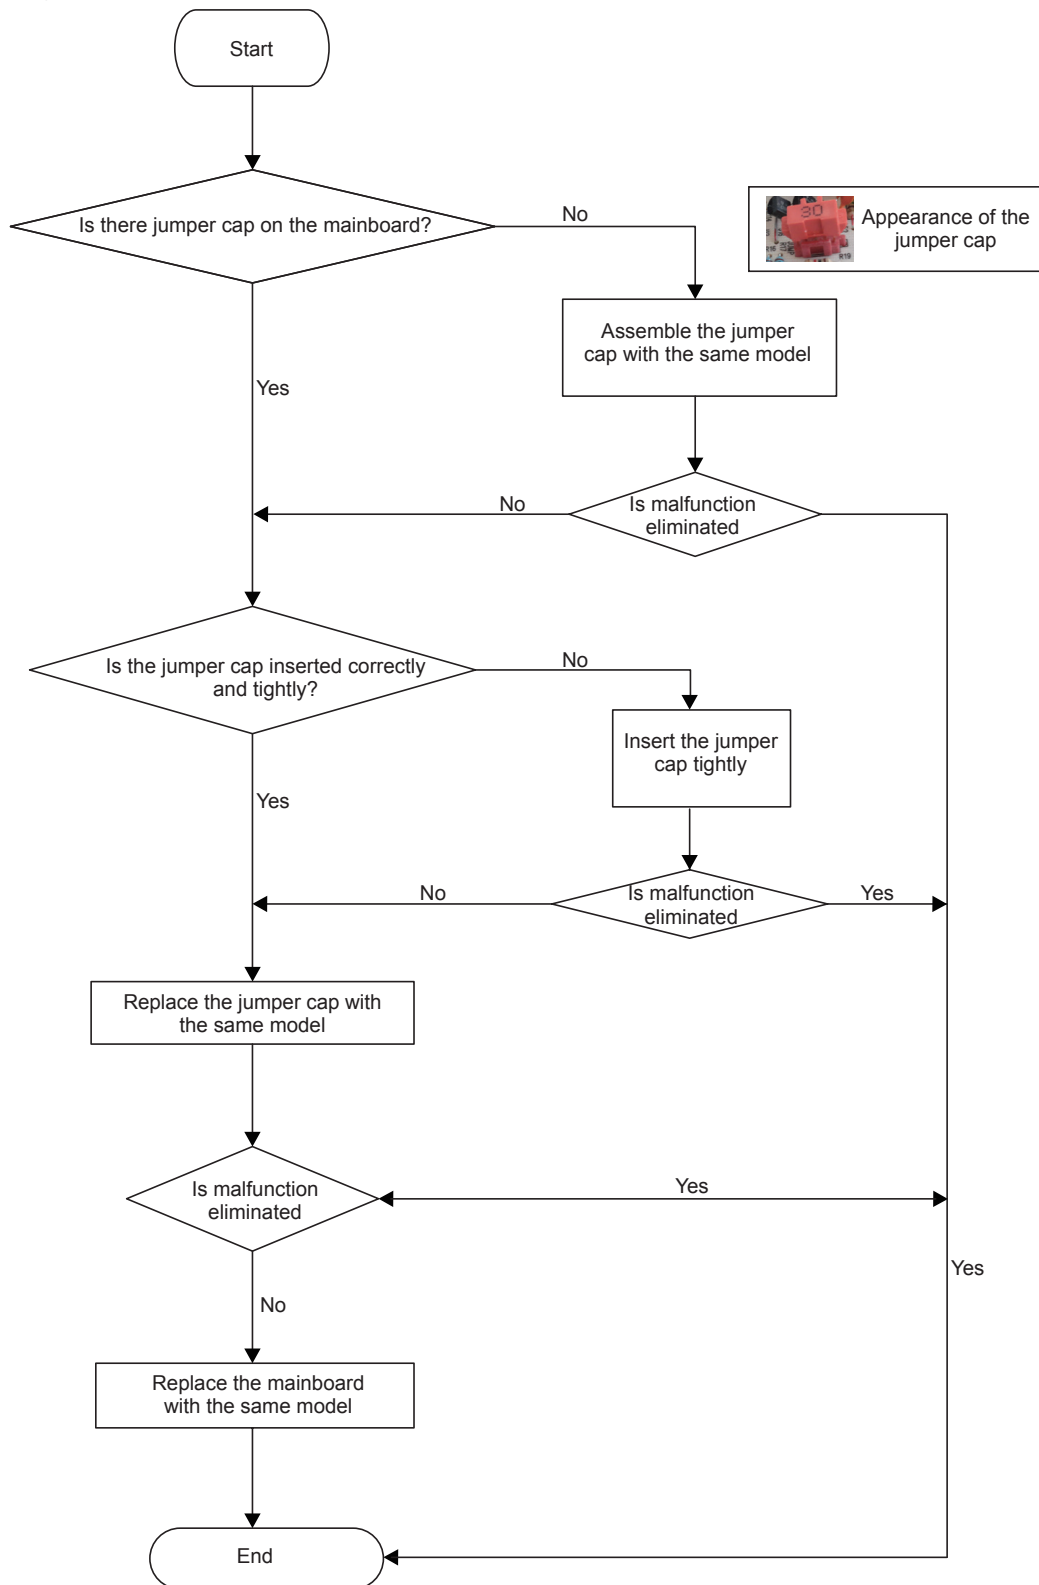 Start
Is there jumper cap on the mainboard?
No
30
R19
Appearance of the
jumper cap
Assemble the jumper
cap with the same model
Yes
No
Is malfunction
eliminated
Is the jumper cap inserted correctly
and tightly?
No
Insert the jumper
cap tightly
Yes
No
Is malfunction
eliminated
Yes
Replace the jumper cap with
the same model
Is malfunction
eliminated
Yes
Yes
No
Replace the mainboard
with the same model
End